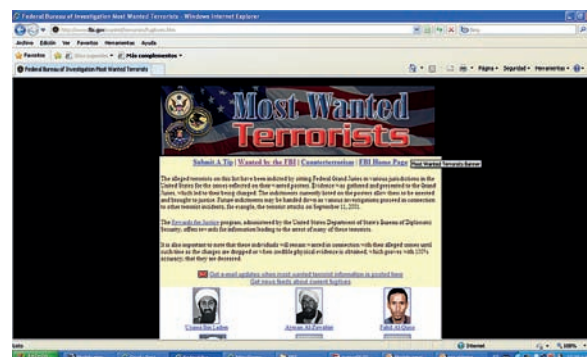 Federal Bureau of Investigation Most Wanted Terrorists - Windows Internet Explorer
Archivo Edición Ver Favoritos Herramientas Ayuda
Favoritos Más complementos
Federal Bureau of Investigation Most Wanted Terrorists
Página Seguridad Herramientas
Most Wanted
Terrorists
Submit A Tip | Wanted by the FBI | Counterterrorism | FBI Home Page
Most Wanted Terrorists Banner
The alleged terrorists on this list have been indicted by sitting Federal Grand Juries in various jurisdictions in the
United States for the crimes reflected on their wanted posters. Evidence was gathered and presented to the Grand
Juries, which led to their being charged. The indictments currently listed on the posters allow them to be arrested
and brought to justice. Future indictments may be handed down as various investigations proceed in connection
to other terrorist incidents, for example, the terrorist attacks on September 11, 2001.
The Rewards for Justice program, administered by the United States Department of State's Bureau of Diplomatic
Security, offers rewards for information leading to the arrest of many of these terrorists.
It is also important to note that these individuals will remain wanted in connection with their alleged crimes until
such time as the charges are dropped or when credible physical evidence is obtained, which proves with 100%
accuracy, that they are deceased.
Get e-mail updates when most wanted terrorist information is posted here
Get news feeds about current fugitives
Usama Bin Laden Ayman Al-Zawahiri Fahd Al-Quso
Internet 100%